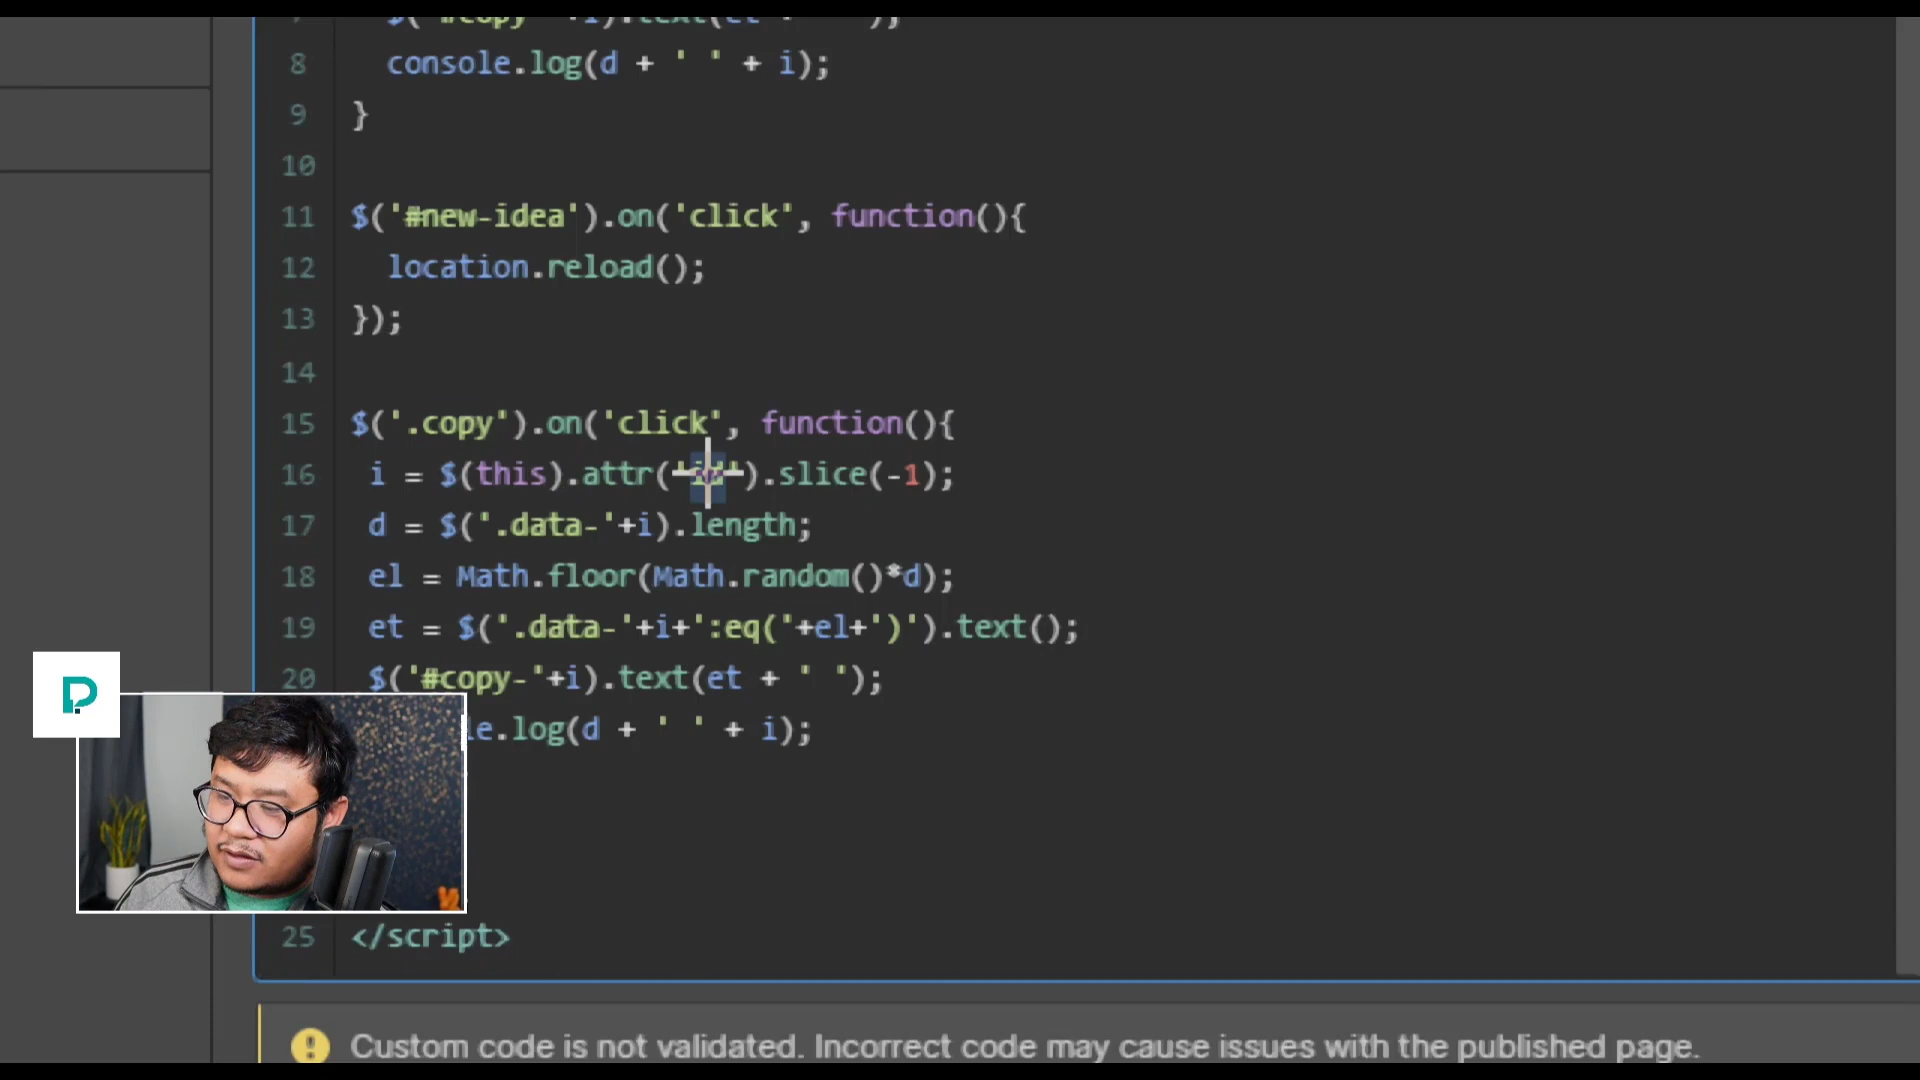 8 console.log(d + ' ' + i);
9 }
10
11 $('#new-idea').on('click', function(){
12 location.reload();
13 });
14
15 $('.copy').on('click', function(){
16 i = $(this).attr('id').slice(-1);
17 d = $('.data-'+i).length;
18 el = Math.floor(Math.random()*d);
19 et = $('.data-'+i+':eq('+el+')').text();
20 $('#copy-'+i).text(et + ' ');
le.log(d + ' ' + i);
25 </script>
Custom code is not validated. Incorrect code may cause issues with the published page.